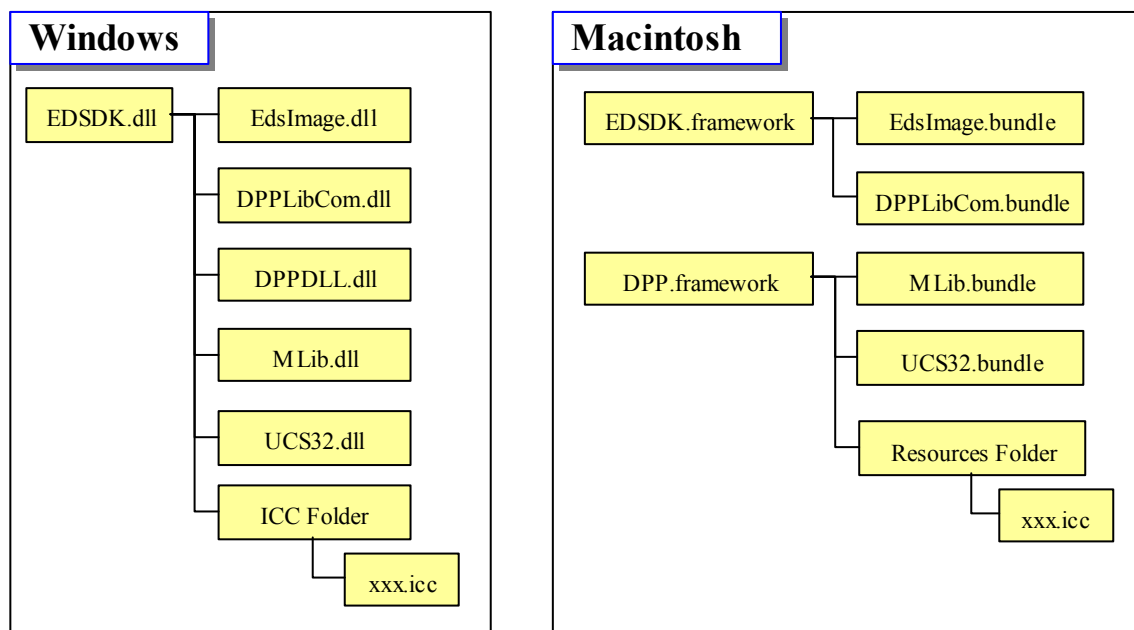 Windows
EDSDK.dll
EdsImage.dll
DPPLibCom.dll
DPPDLL.dll
MLib.dll
UCS32.dll
ICC Folder
xxx.icc
Macintosh
EDSDK.framework
EdsImage.bundle
DPPLibCom.bundle
DPP.framework
MLib.bundle
UCS32.bundle
Resources Folder
xxx.icc